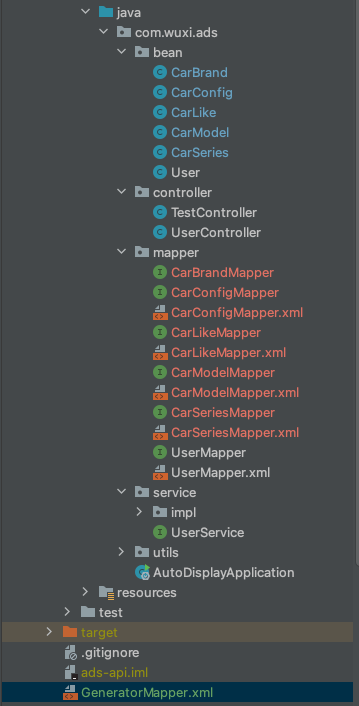 java
com.wuxi.ads
bean
CarBrand
CarConfig
CarLike
CarModel
CarSeries
User
controller
TestController
UserController
mapper
CarBrandMapper
CarConfigMapper
CarConfigMapper.xml
CarLikeMapper
CarLikeMapper.xml
CarModelMapper
CarModelMapper.xml
CarSeriesMapper
CarSeriesMapper.xml
UserMapper
UserMapper.xml
service
impl
UserService
utils
AutoDisplayApplication
resources
test
target
.gitignore
ads-api.iml
GeneratorMapper.xml